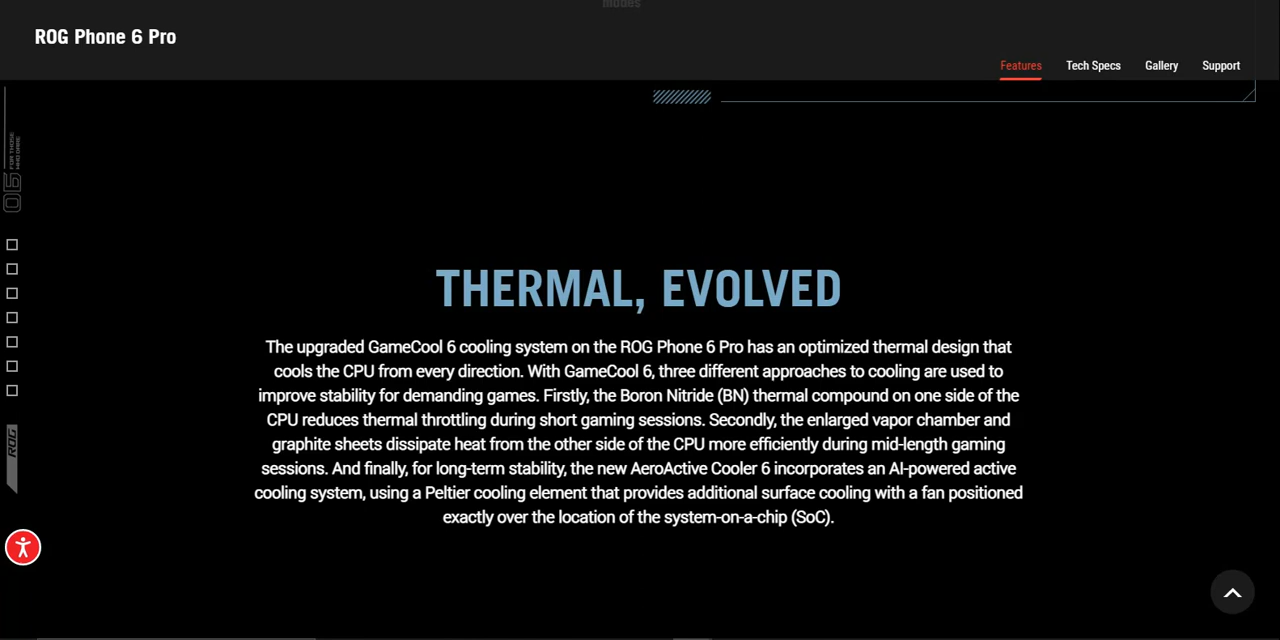 modes
ROG Phone 6 Pro
Features
Tech Specs
Gallery
Support
FOR THOSE
WHO DARE
06
ROG
THERMAL, EVOLVED
The upgraded GameCool 6 cooling system on the ROG Phone 6 Pro has an optimized thermal design that
cools the CPU from every direction. With GameCool 6, three different approaches to cooling are used to
improve stability for demanding games. Firstly, the Boron Nitride (BN) thermal compound on one side of the
CPU reduces thermal throttling during short gaming sessions. Secondly, the enlarged vapor chamber and
graphite sheets dissipate heat from the other side of the CPU more efficiently during mid-length gaming
sessions. And finally, for long-term stability, the new AeroActive Cooler 6 incorporates an AI-powered active
cooling system, using a Peltier cooling element that provides additional surface cooling with a fan positioned
exactly over the location of the system-on-a-chip (SoC).